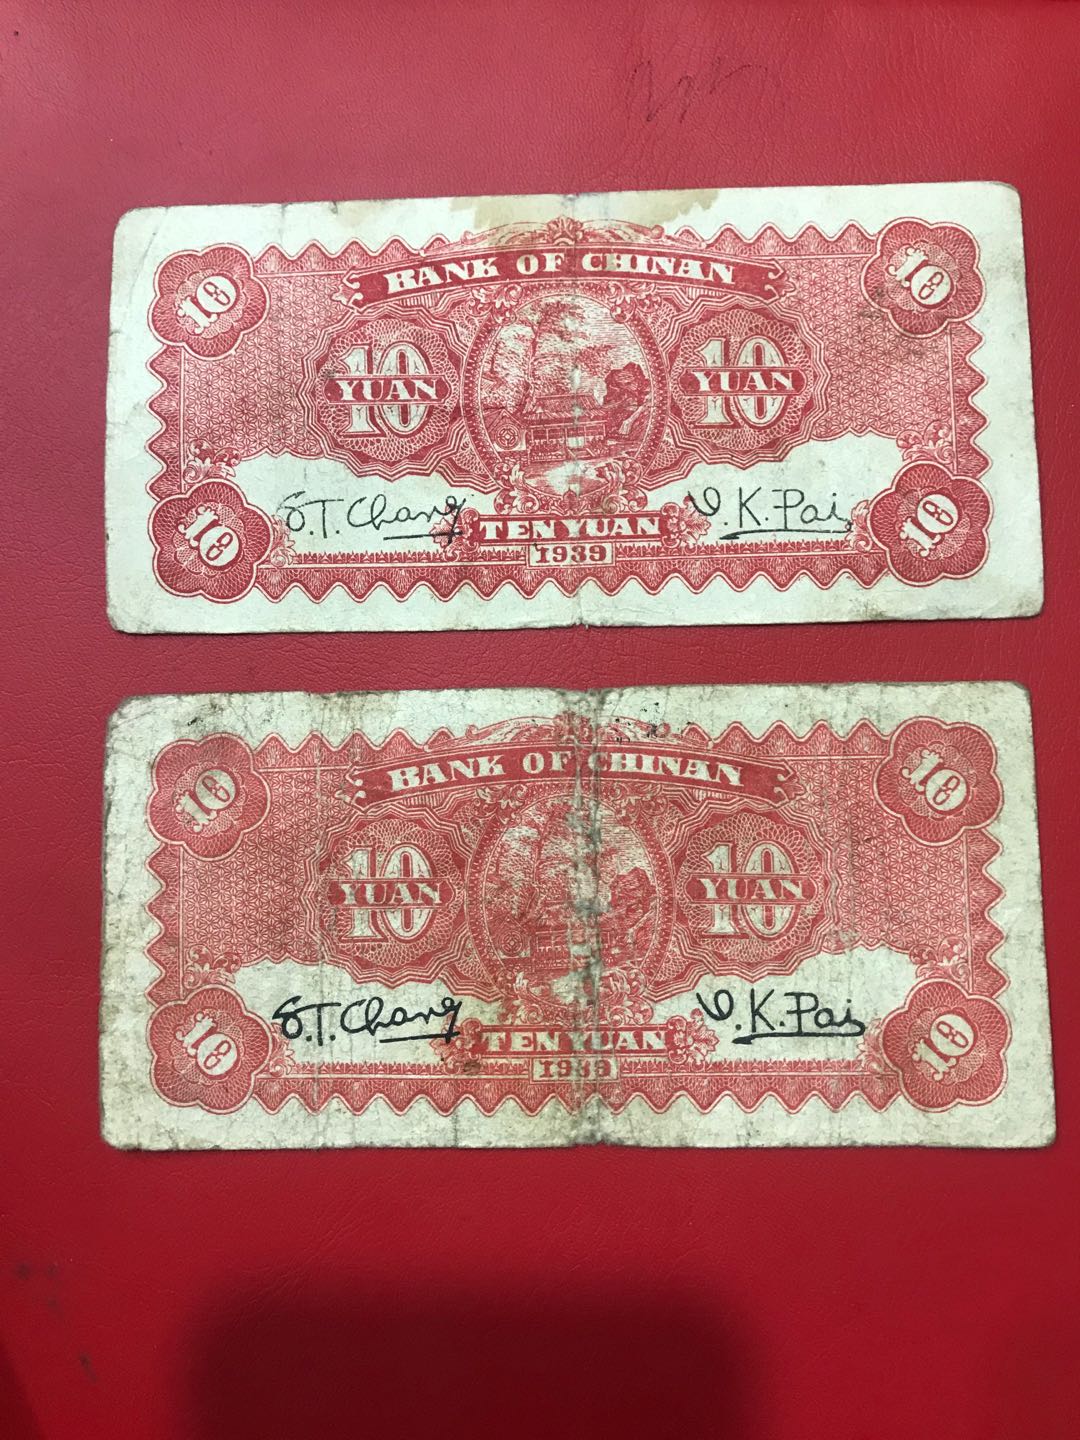 BANK OF CHINAN
10
10
10
YUAN
10
YUAN
10
10
S.T. Chang
V.K. Pai
TEN YUAN
1939
BANK OF CHINAN
10
10
10
YUAN
10
YUAN
10
10
S.T. Chang
V.K. Pai
TEN YUAN
1939